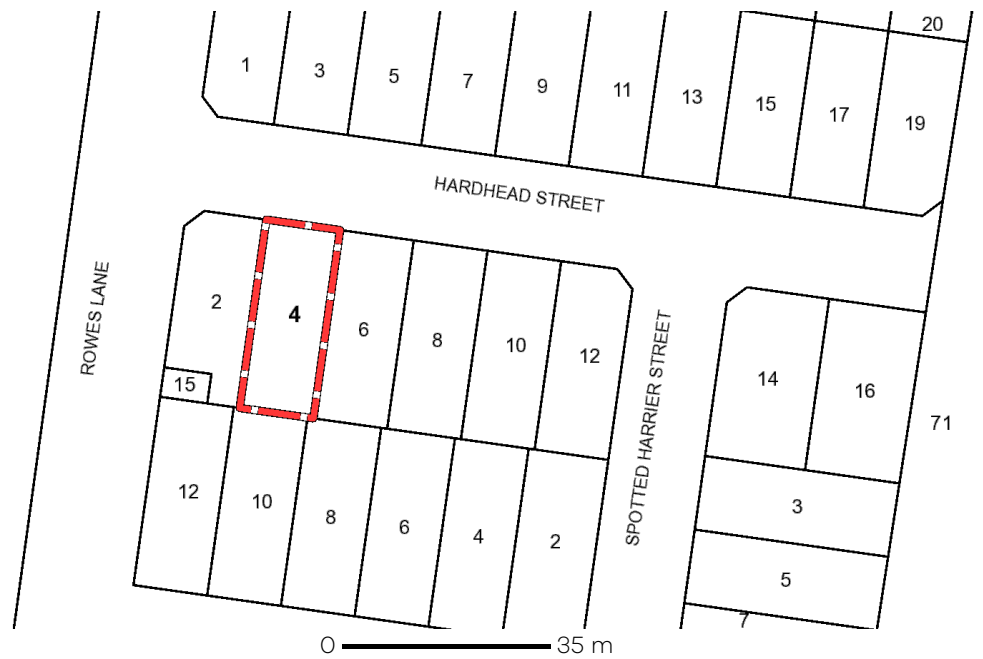 20
1 3 5 7 9 11 13 15 17 19
HARDHEAD STREET
ROWES LANE
2 4 6 8 10 12
15
SPOTTED HARRIER STREET
14 16
71
12 10 8 6 4 2
3
5
7
0 35 m